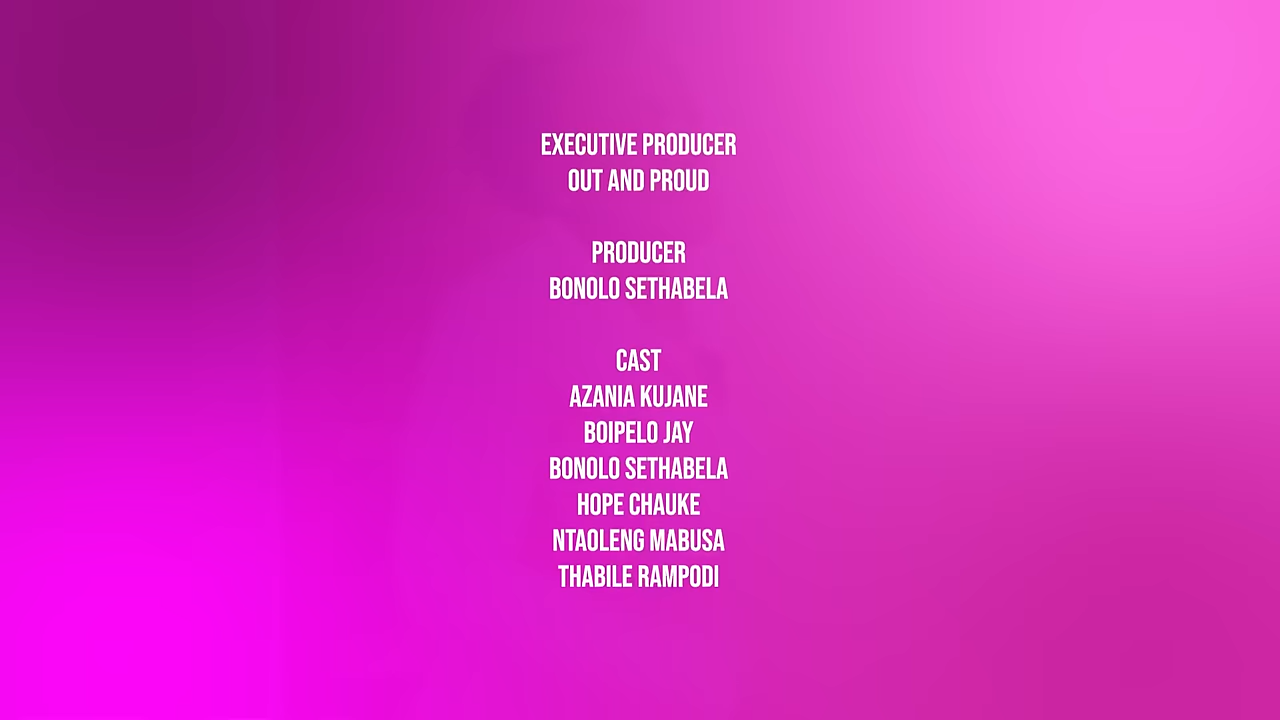 EXECUTIVE PRODUCER
OUT AND PROUD
PRODUCER
BONOLO SETHABELA
CAST
AZANIA KUJANE
BOIPELO JAY
BONOLO SETHABELA
HOPE CHAUKE
NTAOLENG MABUSA
THABILE RAMPODI